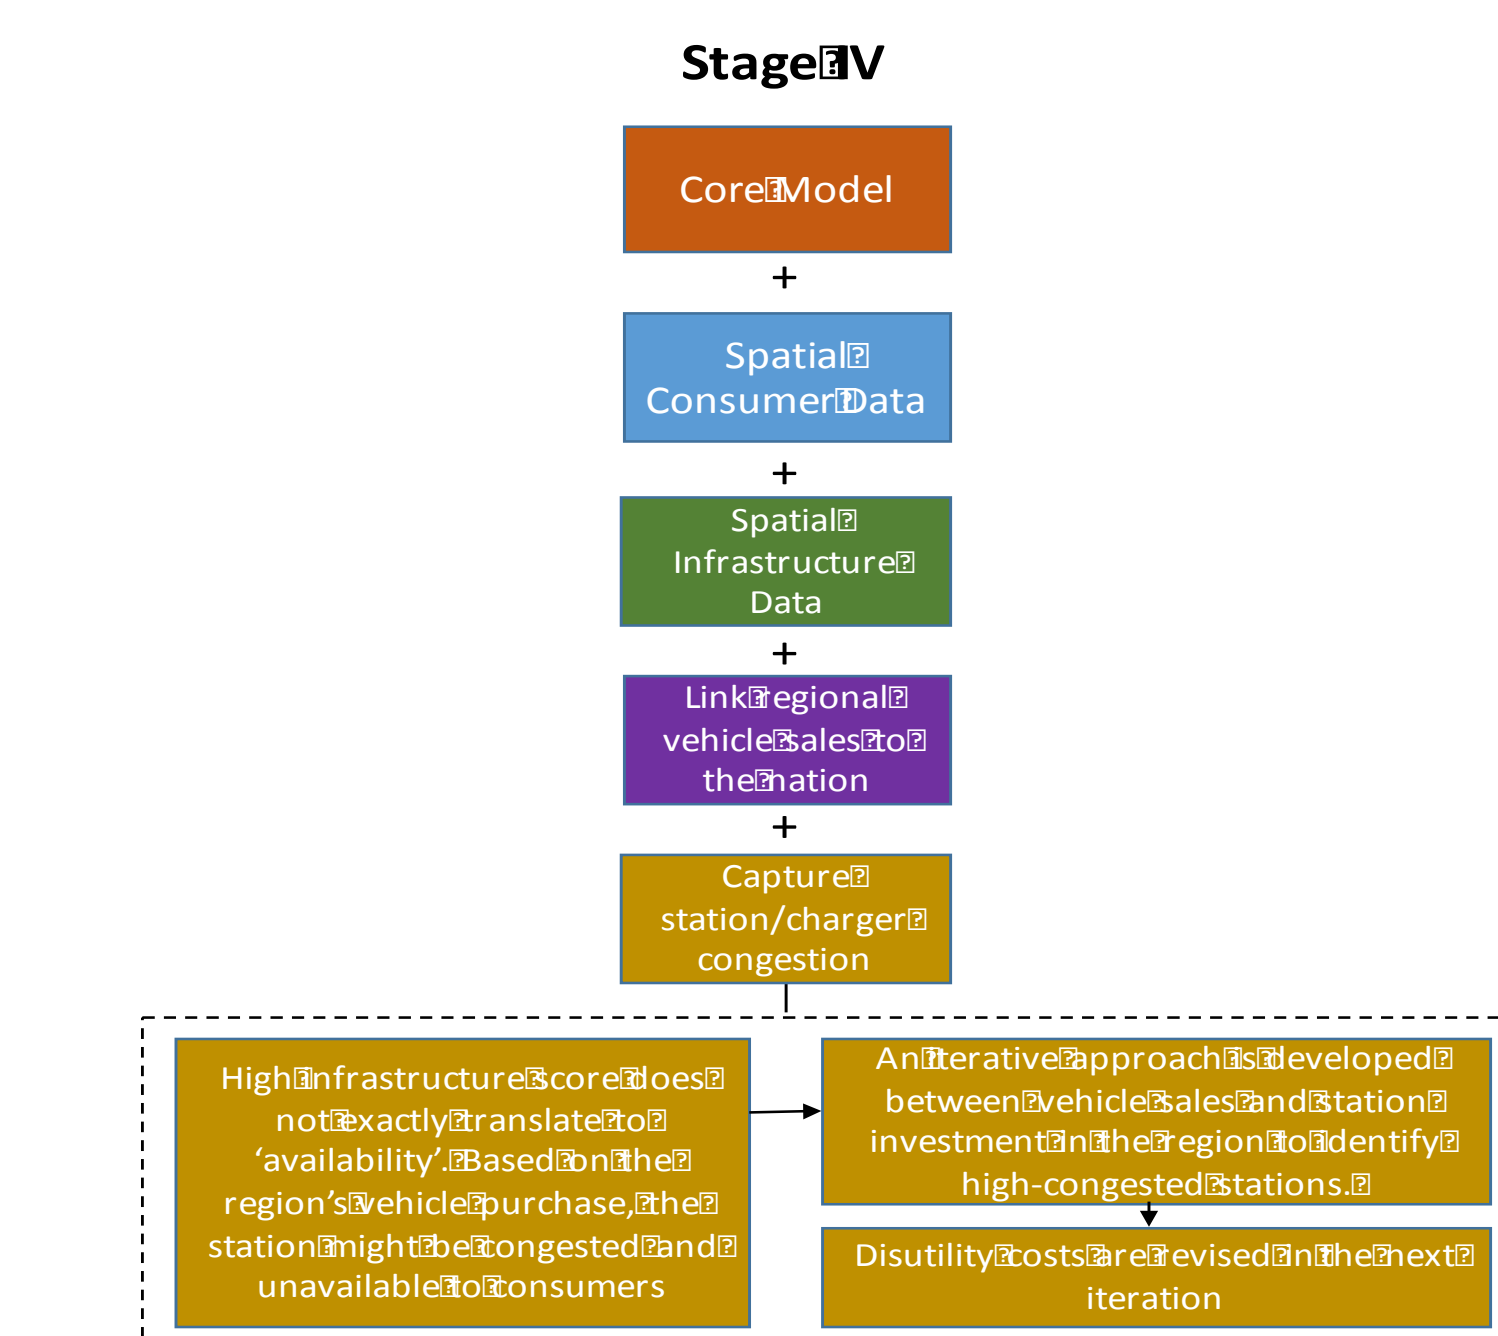 Stage IV
Core Model
+
Spatial
Consumer Data
+
Spatial
Infrastructure
Data
+
Link regional
vehicle sales to
the nation
+
Capture
station/charger
congestion
High infrastructure score does
not exactly translate to
‘availability’. Based on the
region’s vehicle purchase, the
station might be congested and
unavailable to consumers
An iterative approach is developed
between vehicle sales and station
investment in the region to identify
high-congested stations.
Disutility costs are revised in the next
iteration